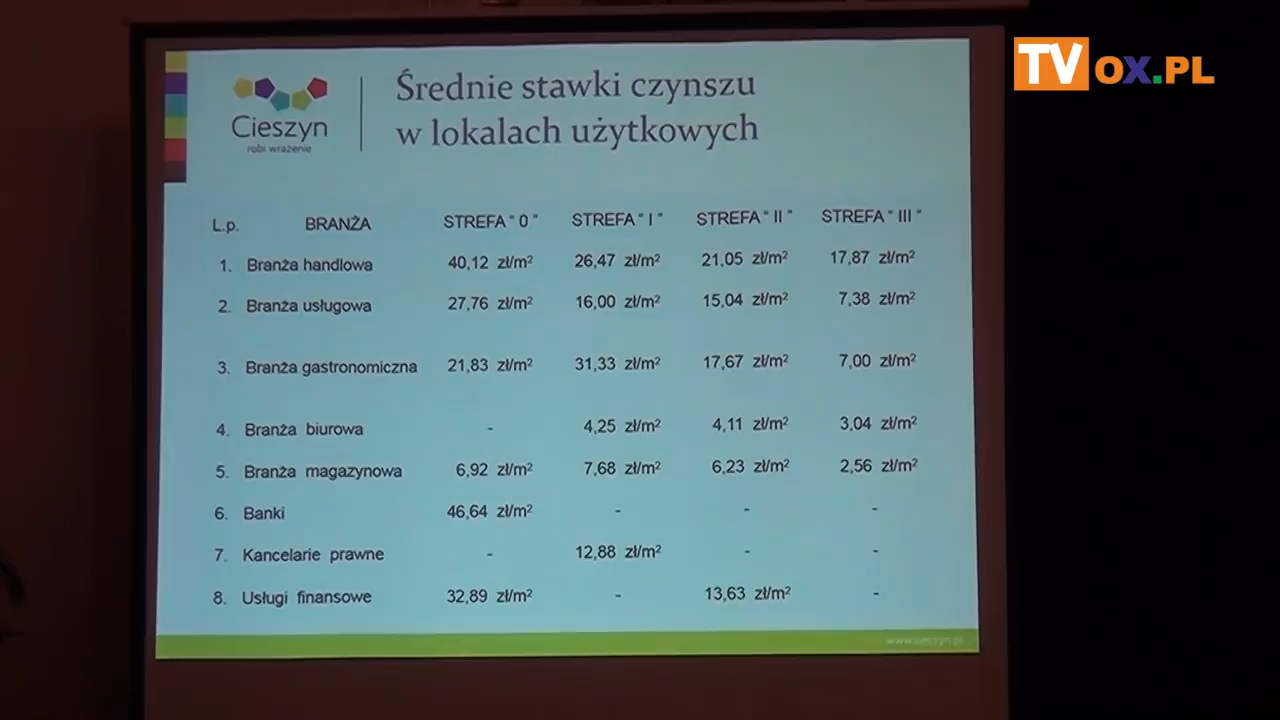 TVOX.PL
Cieszyn
robi wrażenie
Średnie stawki czynszu
w lokalach użytkowych
L.p. BRANŻA STREFA " 0 " STREFA " I " STREFA " II " STREFA " III "
1. Branża handlowa 40,12 zł/m² 26,47 zł/m² 21,05 zł/m² 17,87 zł/m²
2. Branża usługowa 27,76 zł/m² 16,00 zł/m² 15,04 zł/m² 7,38 zł/m²
3. Branża gastronomiczna 21,83 zł/m² 31,33 zł/m² 17,67 zł/m² 7,00 zł/m²
4. Branża biurowa - 4,25 zł/m² 4,11 zł/m² 3,04 zł/m²
5. Branża magazynowa 6,92 zł/m² 7,68 zł/m² 6,23 zł/m² 2,56 zł/m²
6. Banki 46,64 zł/m² - - -
7. Kancelarie prawne - 12,88 zł/m² - -
8. Usługi finansowe 32,89 zł/m² - 13,63 zł/m² -
www.cieszyn.pl